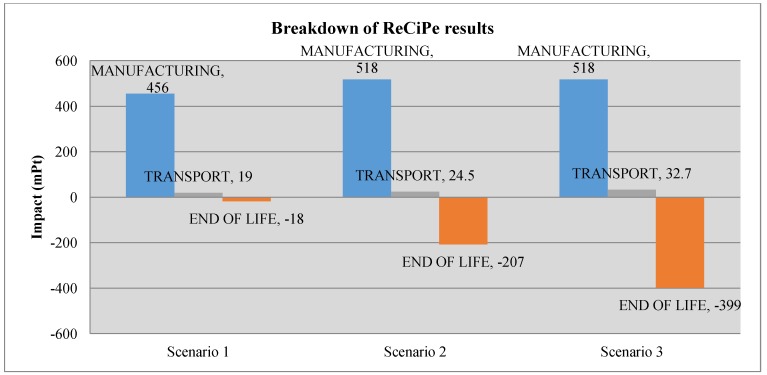 Breakdown of ReCiPe results
Impact (mPt)
600
400
200
0
-200
-400
-600
MANUFACTURING,
456
TRANSPORT, 19
END OF LIFE, -18
MANUFACTURING,
518
TRANSPORT, 24.5
END OF LIFE, -207
MANUFACTURING,
518
TRANSPORT, 32.7
END OF LIFE, -399
Scenario 1
Scenario 2
Scenario 3